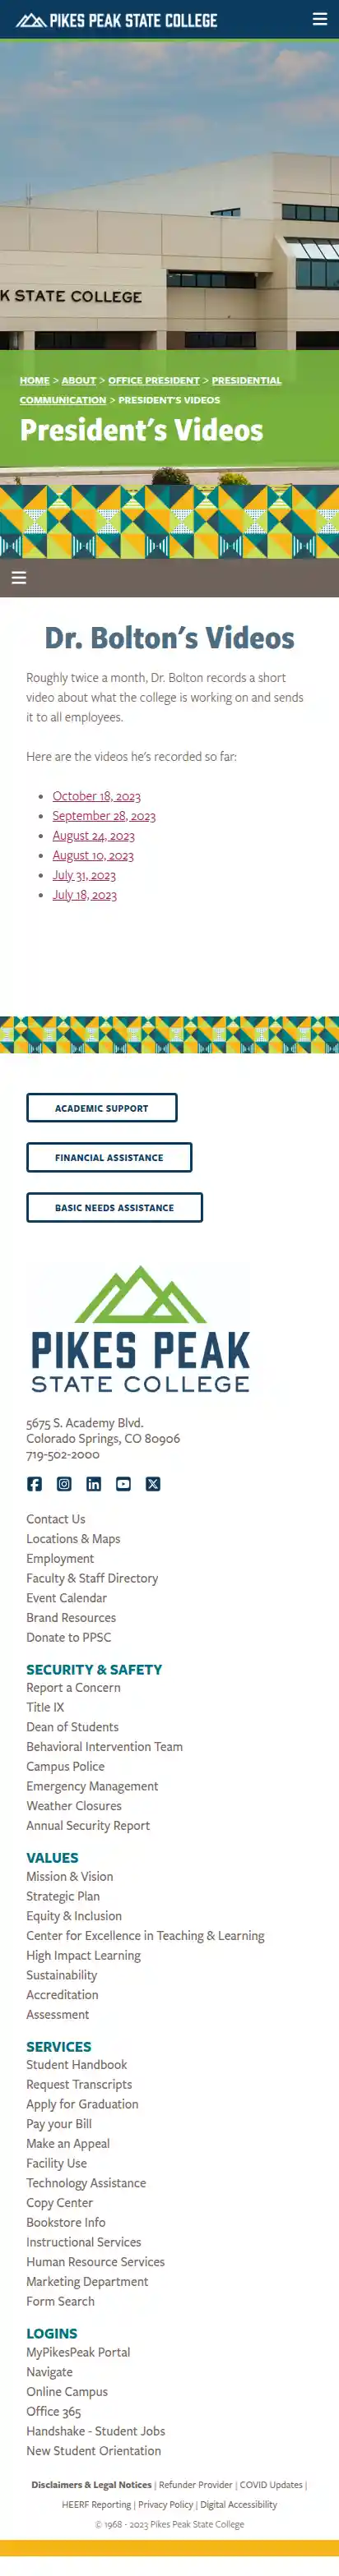 PIKES PEAK STATE COLLEGE
K STATE COLLEGE
HOME > ABOUT > OFFICE PRESIDENT > PRESIDENTIAL
COMMUNICATION > PRESIDENT'S VIDEOS
President's Videos
Dr. Bolton's Videos
Roughly twice a month, Dr. Bolton records a short
video about what the college is working on and sends
it to all employees.
Here are the videos he's recorded so far:
• October 18, 2023
• September 28, 2023
• August 24, 2023
• August 10, 2023
• July 31, 2023
• July 18, 2023
ACADEMIC SUPPORT
FINANCIAL ASSISTANCE
BASIC NEEDS ASSISTANCE
PIKES PEAK
STATE COLLEGE
5675 S. Academy Blvd.
Colorado Springs, CO 80906
719-502-2000
Contact Us
Locations & Maps
Employment
Faculty & Staff Directory
Event Calendar
Brand Resources
Donate to PPSC
SECURITY & SAFETY
Report a Concern
Title IX
Dean of Students
Behavioral Intervention Team
Campus Police
Emergency Management
Weather Closures
Annual Security Report
VALUES
Mission & Vision
Strategic Plan
Equity & Inclusion
Center for Excellence in Teaching & Learning
High Impact Learning
Sustainability
Accreditation
Assessment
SERVICES
Student Handbook
Request Transcripts
Apply for Graduation
Pay your Bill
Make an Appeal
Facility Use
Technology Assistance
Copy Center
Bookstore Info
Instructional Services
Human Resource Services
Marketing Department
Form Search
LOGINS
MyPikesPeak Portal
Navigate
Online Campus
Office 365
Handshake - Student Jobs
New Student Orientation
Disclaimers & Legal Notices | Refunder Provider | COVID Updates |
HEERF Reporting | Privacy Policy | Digital Accessibility
© 1968 - 2023 Pikes Peak State College